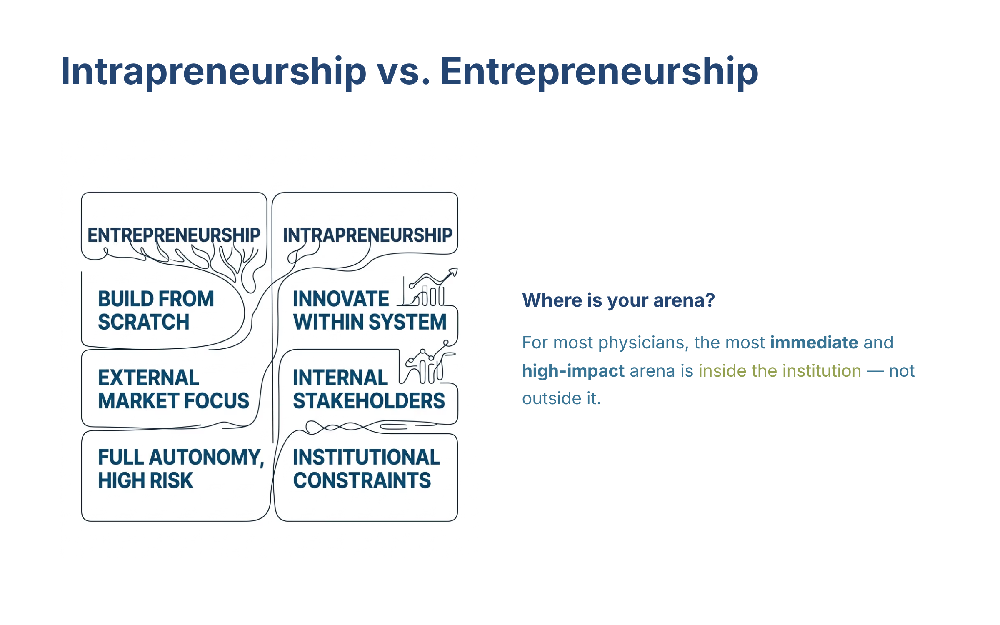 Intrapreneurship vs. Entrepreneurship
ENTREPRENEURSHIP
INTRAPRENEURSHIP
BUILD FROM
SCRATCH
INNOVATE
WITHIN SYSTEM
EXTERNAL
MARKET FOCUS
INTERNAL
STAKEHOLDERS
FULL AUTONOMY,
HIGH RISK
INSTITUTIONAL
CONSTRAINTS
Where is your arena?
For most physicians, the most immediate and
high-impact arena is inside the institution — not
outside it.